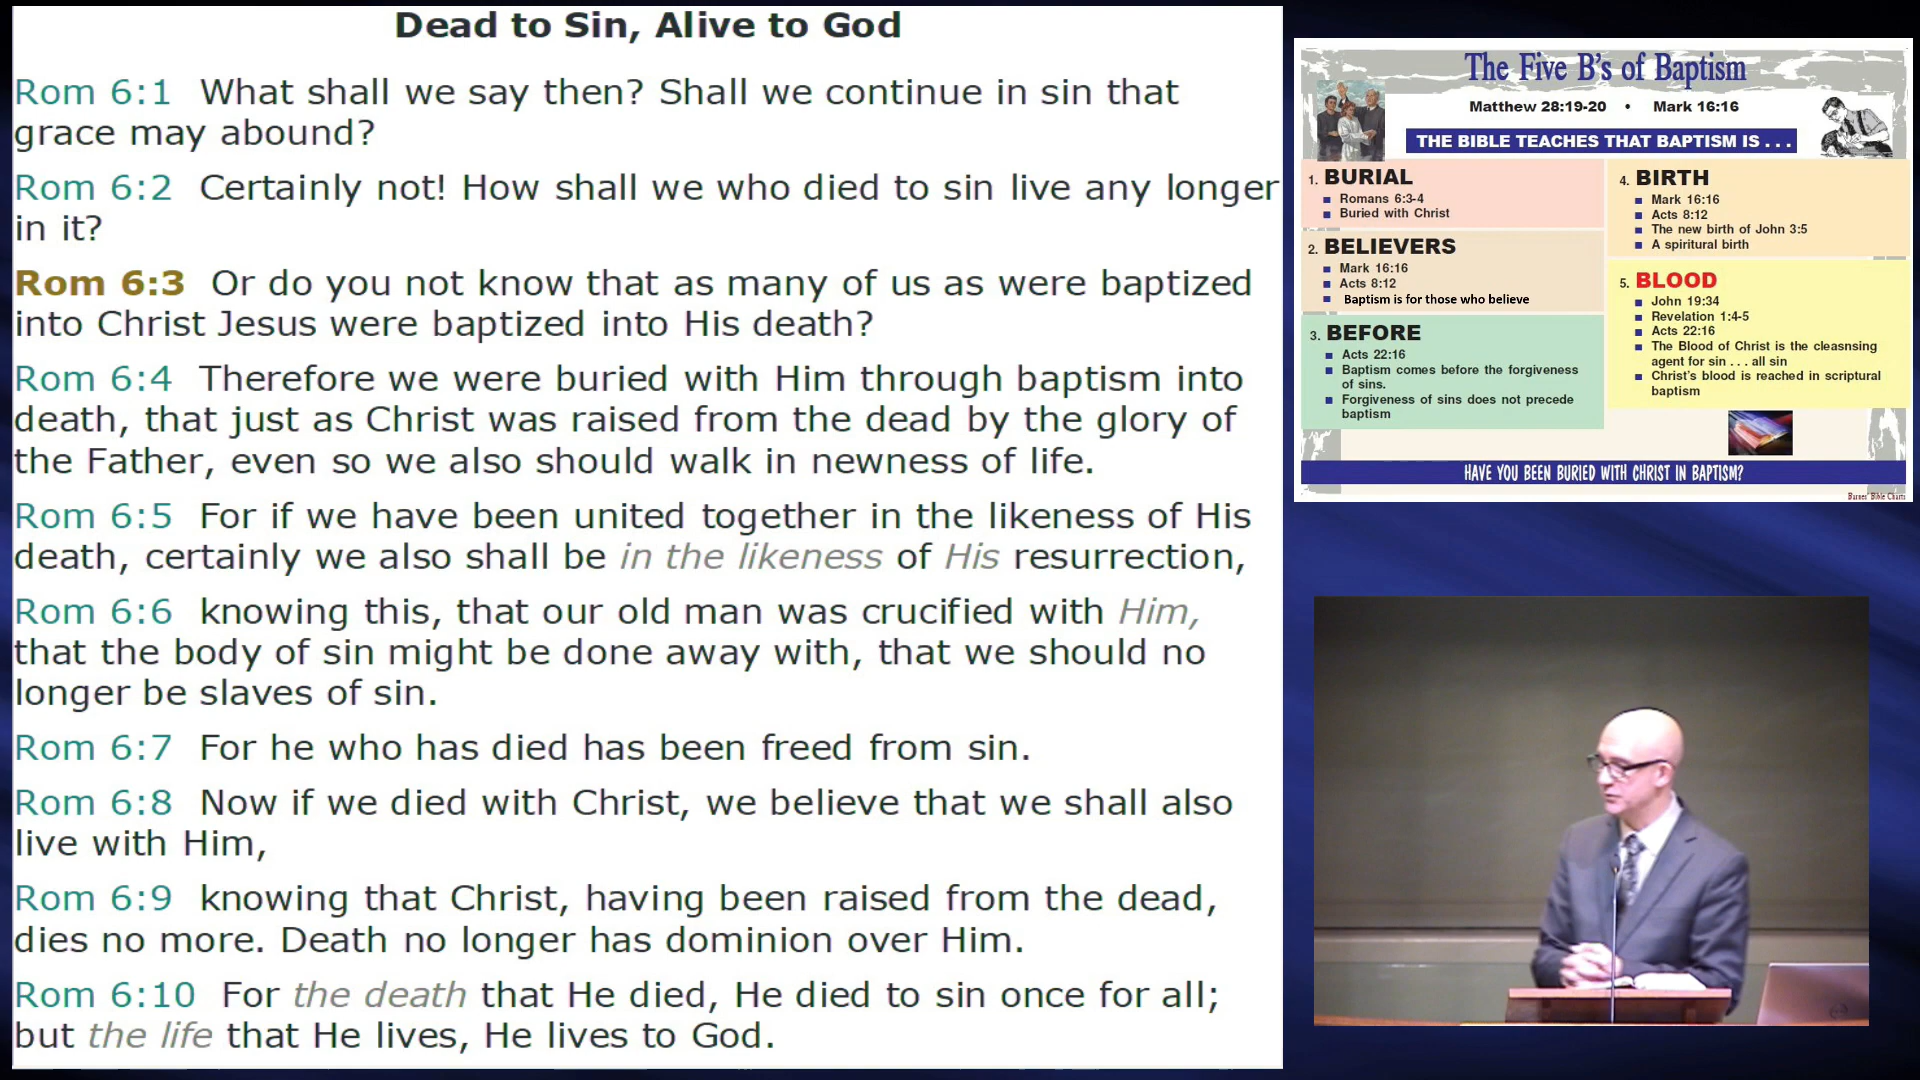 Dead to Sin, Alive to God
Rom 6:1 What shall we say then? Shall we continue in sin that
grace may abound?
Rom 6:2 Certainly not! How shall we who died to sin live any longer
in it?
Rom 6:3 Or do you not know that as many of us as were baptized
into Christ Jesus were baptized into His death?
Rom 6:4 Therefore we were buried with Him through baptism into
death, that just as Christ was raised from the dead by the glory of
the Father, even so we also should walk in newness of life.
Rom 6:5 For if we have been united together in the likeness of His
death, certainly we also shall be in the likeness of His resurrection,
Rom 6:6 knowing this, that our old man was crucified with Him,
that the body of sin might be done away with, that we should no
longer be slaves of sin.
Rom 6:7 For he who has died has been freed from sin.
Rom 6:8 Now if we died with Christ, we believe that we shall also
live with Him,
Rom 6:9 knowing that Christ, having been raised from the dead,
dies no more. Death no longer has dominion over Him.
Rom 6:10 For the death that He died, He died to sin once for all;
but the life that He lives, He lives to God.
The Five B's of Baptism
Matthew 28:19-20 • Mark 16:16
THE BIBLE TEACHES THAT BAPTISM IS . . .
1. BURIAL
Romans 6:3-4
Buried with Christ
2. BELIEVERS
Mark 16:16
Acts 8:12
Baptism is for those who believe
3. BEFORE
Acts 22:16
Baptism comes before the forgiveness
of sins.
Forgiveness of sins does not precede
baptism
4. BIRTH
Mark 16:16
Acts 8:12
The new birth of John 3:5
A spiritural birth
5. BLOOD
John 19:34
Revelation 1:4-5
Acts 22:16
The Blood of Christ is the cleasnsing
agent for sin . . . all sin
Christ's blood is reached in scriptural
baptism
HAVE YOU BEEN BURIED WITH CHRIST IN BAPTISM?
Barnes' Bible Charts